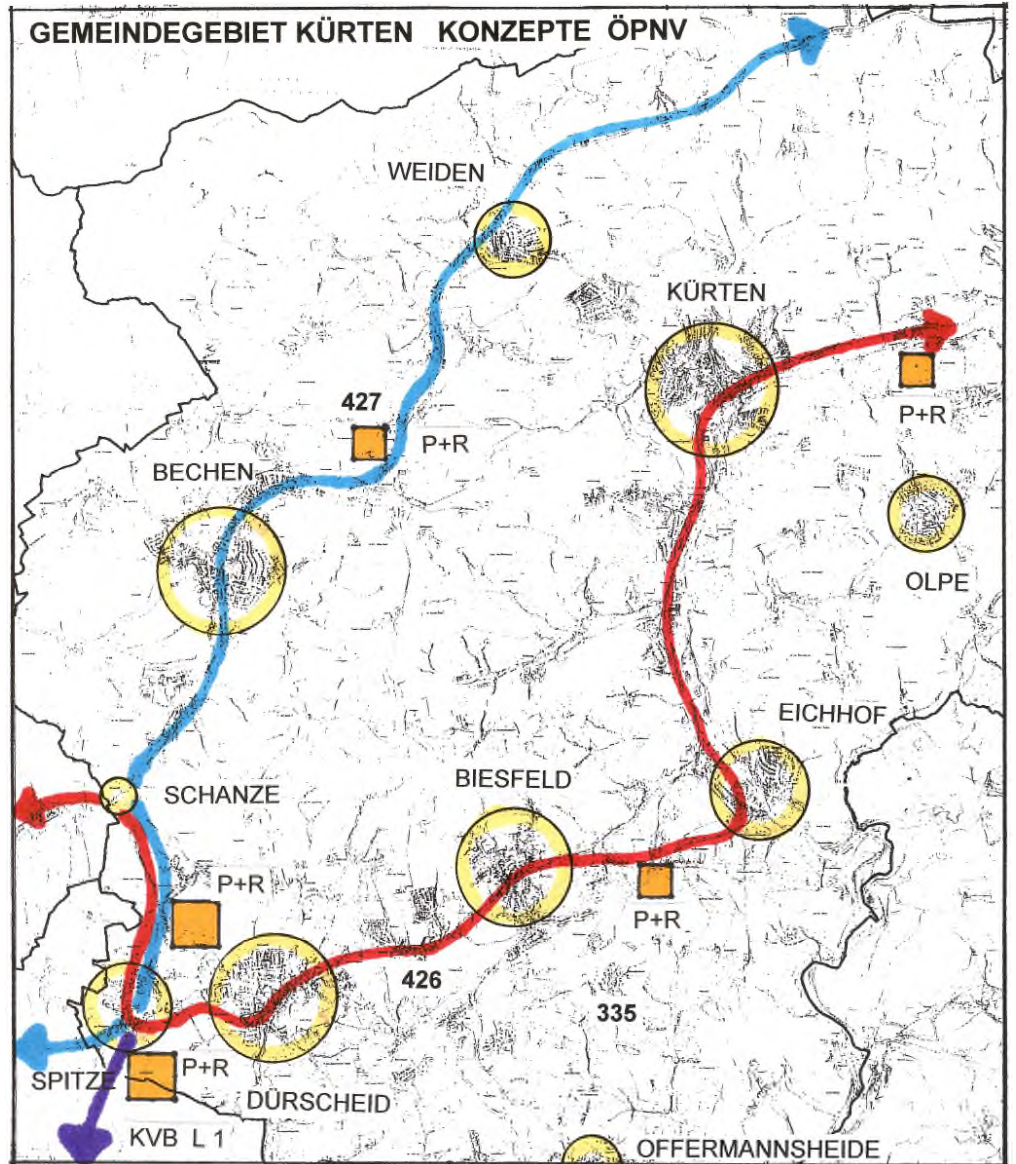 GEMEINDEGEBIET KÜRTEN KONZEPTE ÖPNV
WEIDEN
KÜRTEN
427
P+R
P+R
BECHEN
OLPE
EICHHOF
BIESFELD
SCHANZE
P+R
P+R
426
335
SPITZE
P+R
DÜRSCHEID
KVB L 1
OFFERMANNSHEIDE